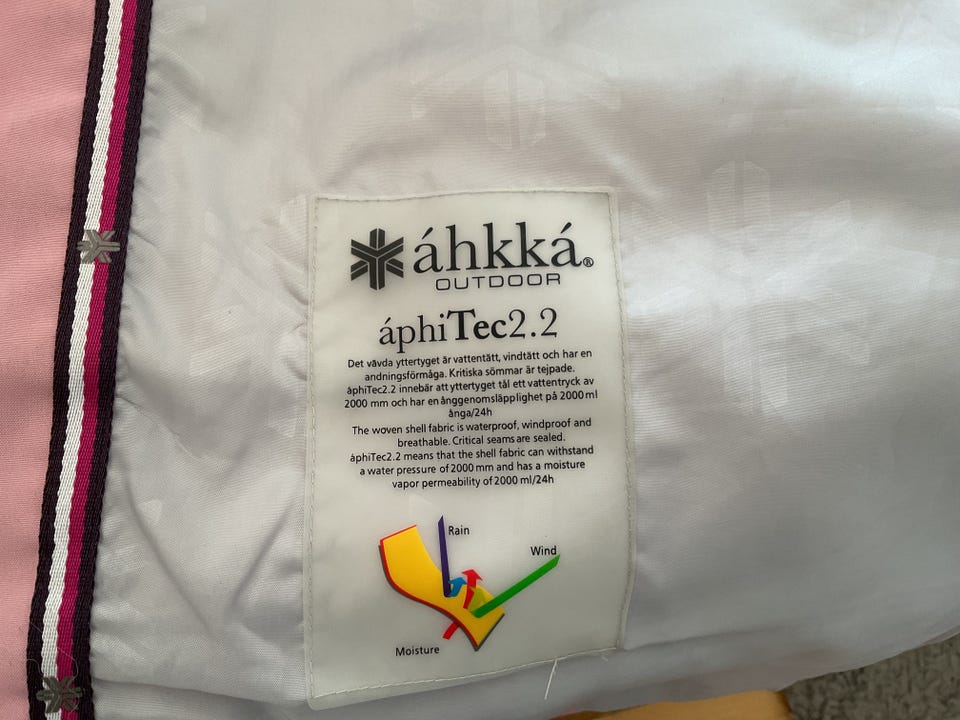 áhkká®
OUTDOOR
áphiTec2.2
Det vävda yttertyget är vattentätt, vindtätt och har en
andningsförmåga. Kritiska sömmar är tejpade.
áphiTec2.2 innebär att yttertyget tål ett vattentryck av
2000 mm och har en ånggenomsläpplighet på 2000 ml
ånga/24h
The woven shell fabric is waterproof, windproof and
breathable. Critical seams are sealed.
áphiTec2.2 means that the shell fabric can withstand
a water pressure of 2000 mm and has a moisture
vapor permeability of 2000 ml/24h
Rain
Wind
Moisture